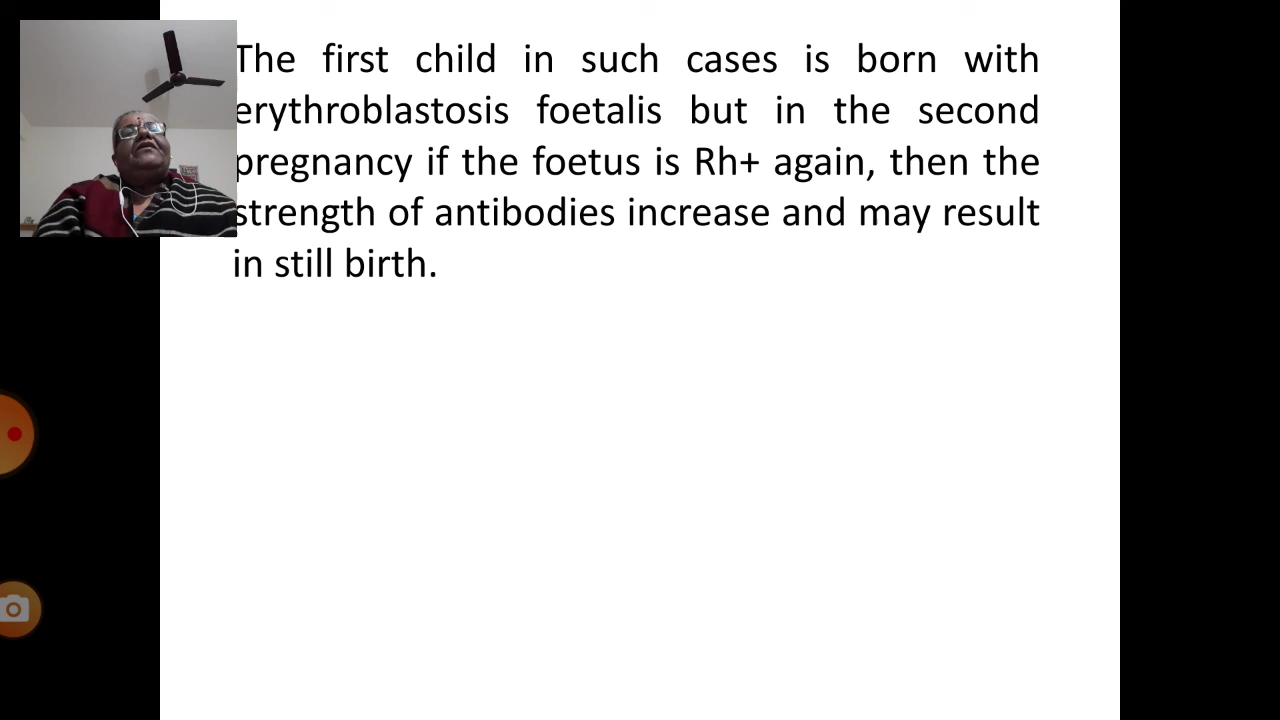 The first child in such cases is born with
erythroblastosis foetalis but in the second
pregnancy if the foetus is Rh+ again, then the
strength of antibodies increase and may result
in still birth.